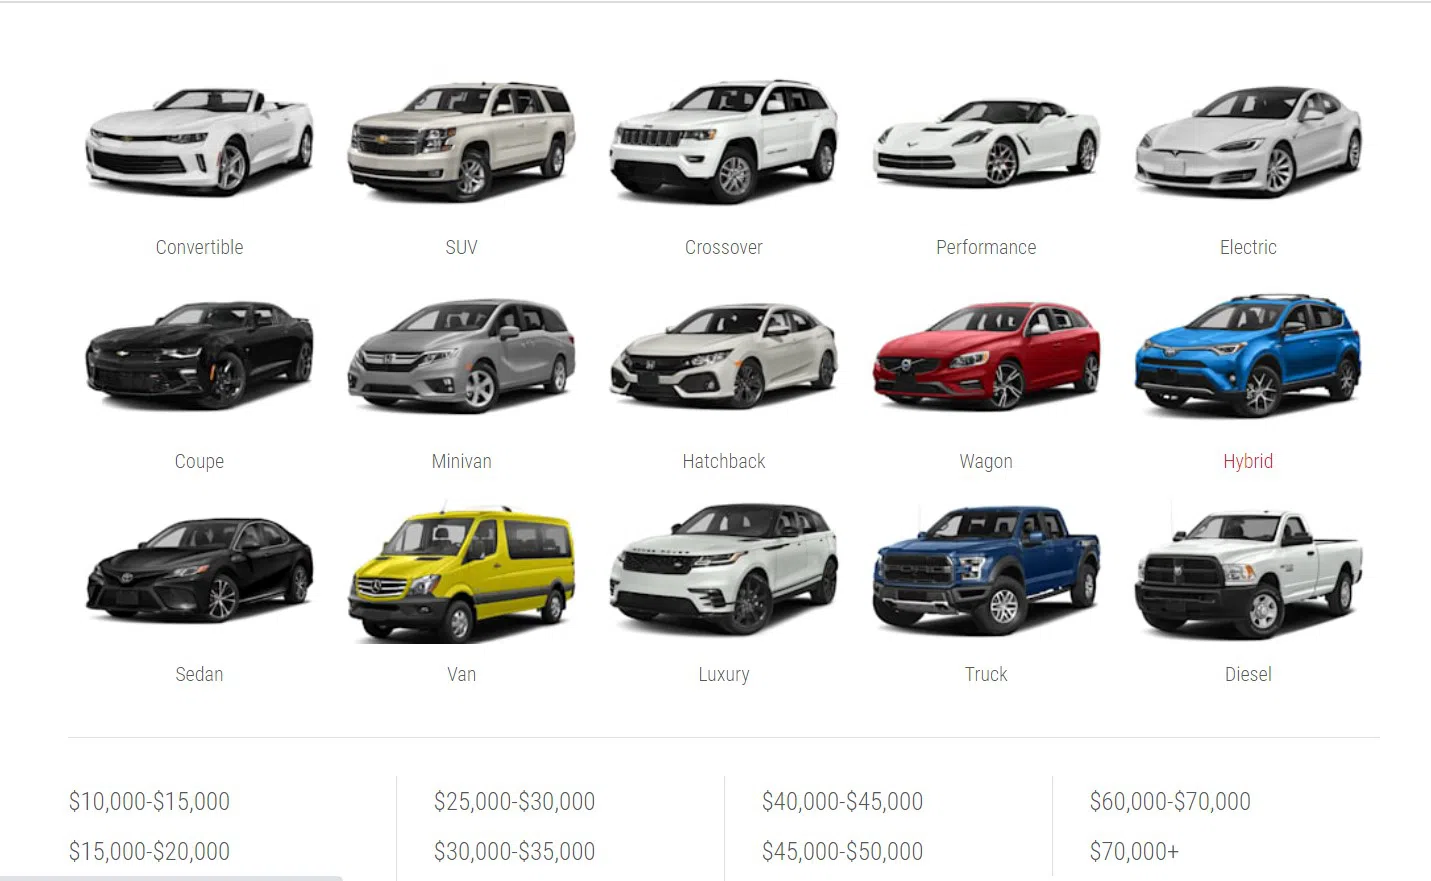 Convertible
SUV
Crossover
Performance
Electric
Coupe
Minivan
Hatchback
Wagon
Hybrid
Sedan
Van
Luxury
Truck
Diesel
$10,000-$15,000
$25,000-$30,000
$40,000-$45,000
$60,000-$70,000
$15,000-$20,000
$30,000-$35,000
$45,000-$50,000
$70,000+